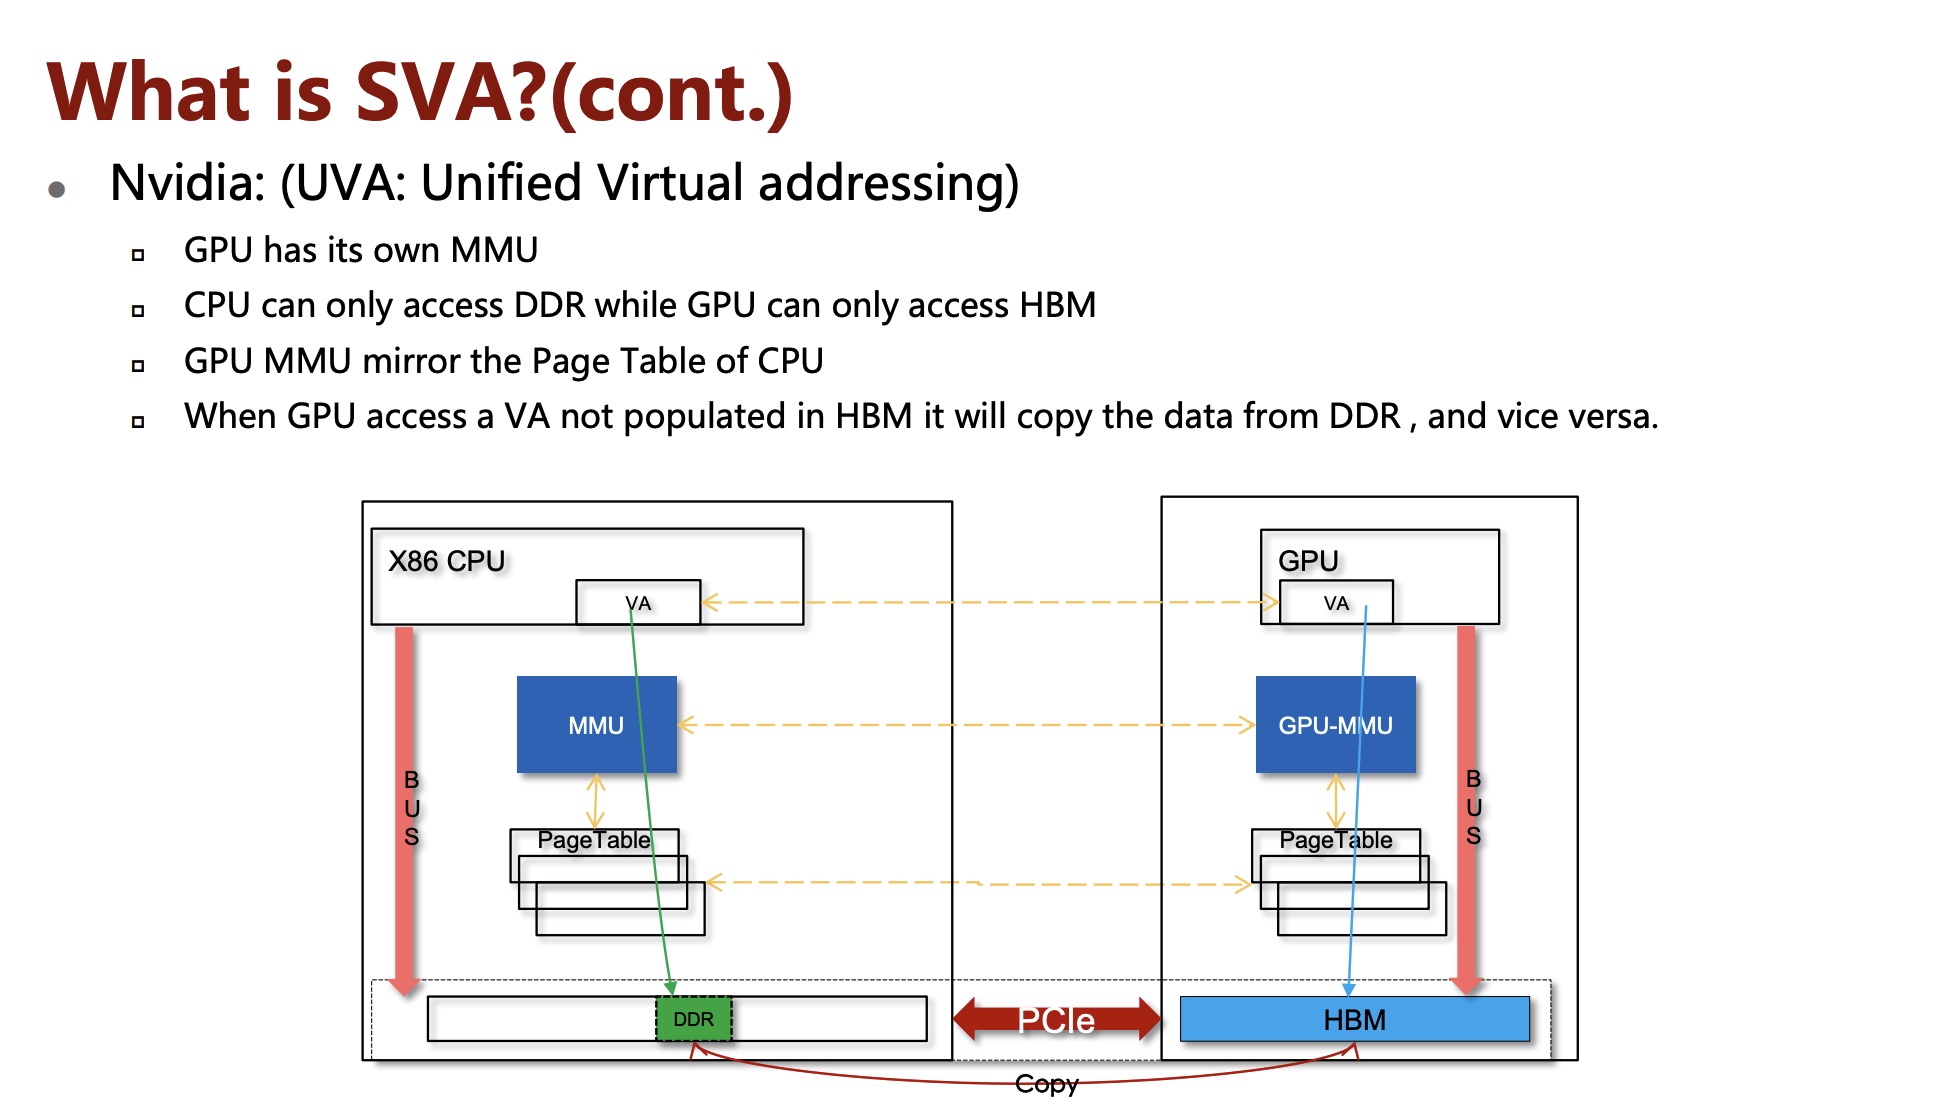 What is SVA?(cont.)
● Nvidia: (UVA: Unified Virtual addressing)
GPU has its own MMU
CPU can only access DDR while GPU can only access HBM
GPU MMU mirror the Page Table of CPU
When GPU access a VA not populated in HBM it will copy the data from DDR , and vice versa.
X86 CPU
VA
GPU
VA
MMU
GPU-MMU
B
U
S
B
U
S
PageTable
PageTable
DDR
PCIe
HBM
Copy